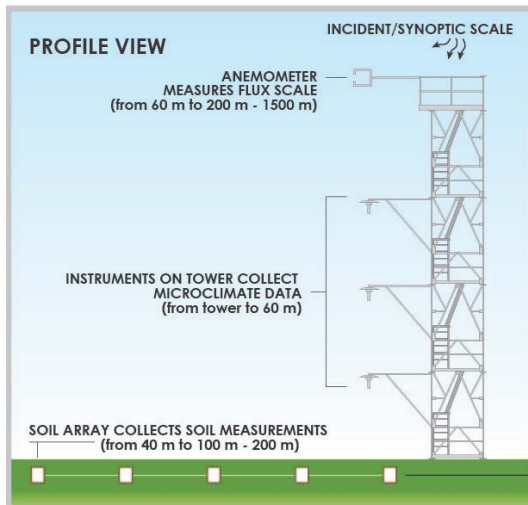 PROFILE VIEW
INCIDENT/SYNOPTIC SCALE
ANEMOMETER
MEASURES FLUX SCALE
(from 60 m to 200 m - 1500 m)
INSTRUMENTS ON TOWER COLLECT
MICROCLIMATE DATA
(from tower to 60 m)
SOIL ARRAY COLLECTS SOIL MEASUREMENTS
(from 40 m to 100 m - 200 m)